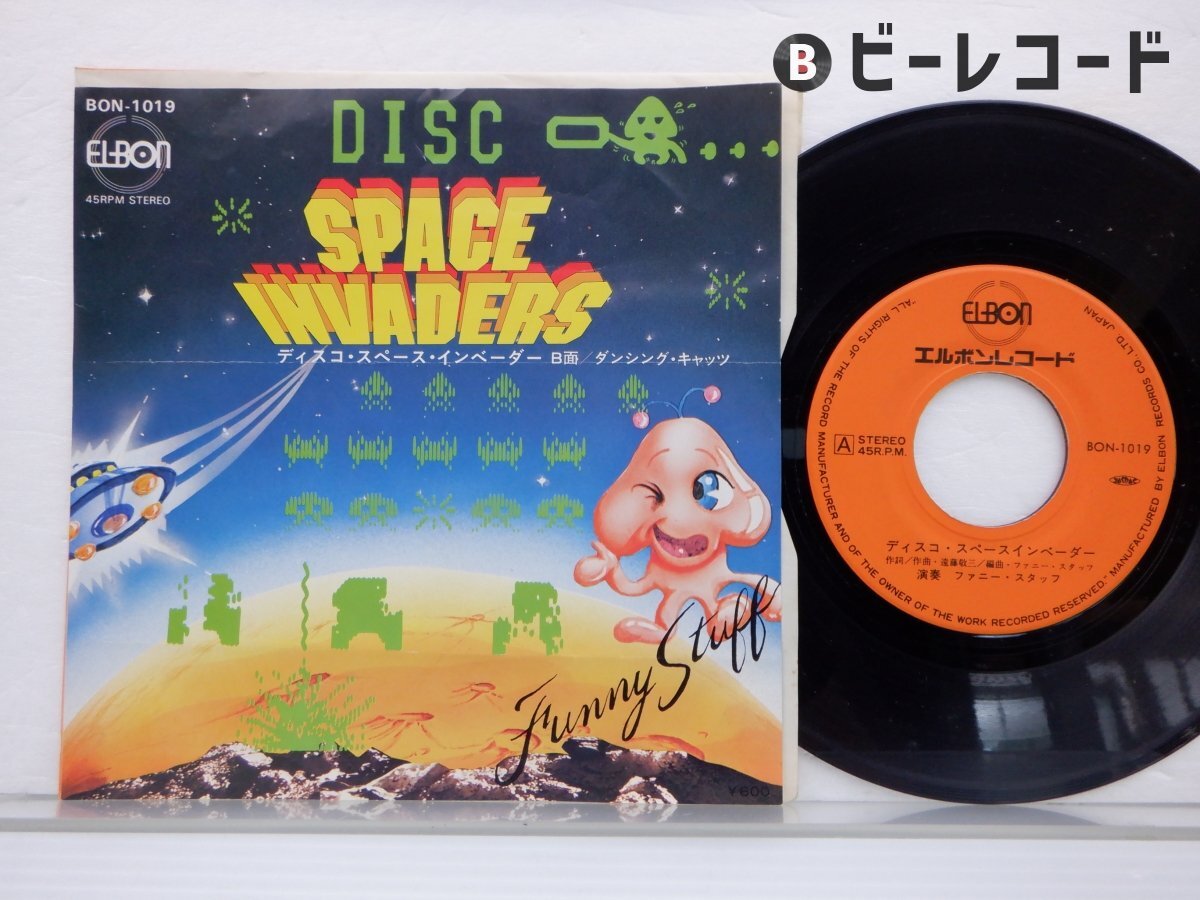 B ビーレコード
BON-1019
ELBON
45RPM STEREO
DISC
SPACE
INVADERS
ディスコ・スペース・インベーダー B面/ダンシング・キャッツ
Funny Stuff
¥600
ELBON
エルボンレコード
A STEREO
45R.P.M.
BON-1019
ディスコ・スペースインベーダー
作詞/作曲・遠藤敬三/編曲・ファニー・スタッフ
演奏 ファニー・スタッフ
"ALL RIGHTS OF THE RECORD MANUFACTURER AND OF THE OWNER OF THE WORK RECORDED RESERVED." MANUFACTURED BY ELBON RECORDS CO., LTD. JAPAN